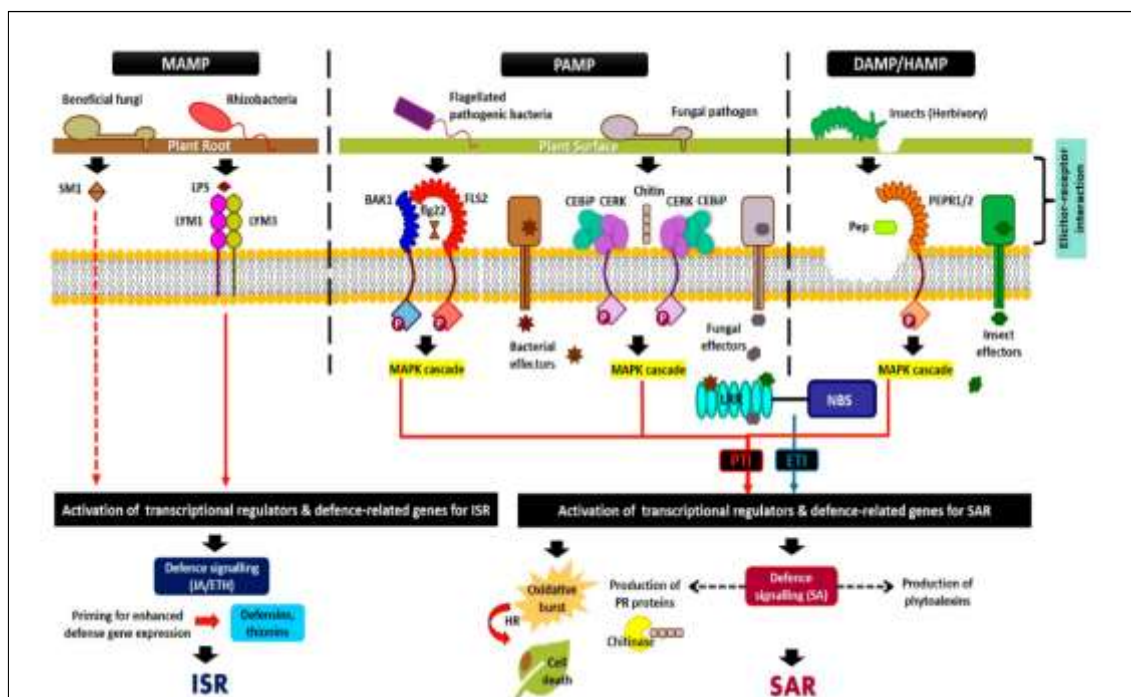 MAMP
PAMP
DAMP/HAMP
Beneficial fungi
Rhizobacteria
Flagellated
pathogenic bacteria
Fungal pathogen
Insects (Herbivory)
Plant Root
Plant Surface
SM1
LPS
LYM1
LYM3
BAK1
flg22
FLS2
CEBiP
CERK
Chitin
CERK
CEBiP
Pep
PEPR1/2
Elicitor-receptor
interaction
P
P
P
P
P
Bacterial
effectors
Fungal
effectors
Insect
effectors
MAPK cascade
MAPK cascade
MAPK cascade
LRR
NBS
PTI
ETI
Activation of transcriptional regulators & defence-related genes for ISR
Activation of transcriptional regulators & defence-related genes for SAR
Defence signalling
(JA/ETH)
Priming for enhanced
defense gene expression
Defensins,
thionins
ISR
Oxidative
burst
HR
Cell
death
Production of
PR proteins
Chitinase
Defence
signalling (SA)
Production of
phytoalexins
SAR